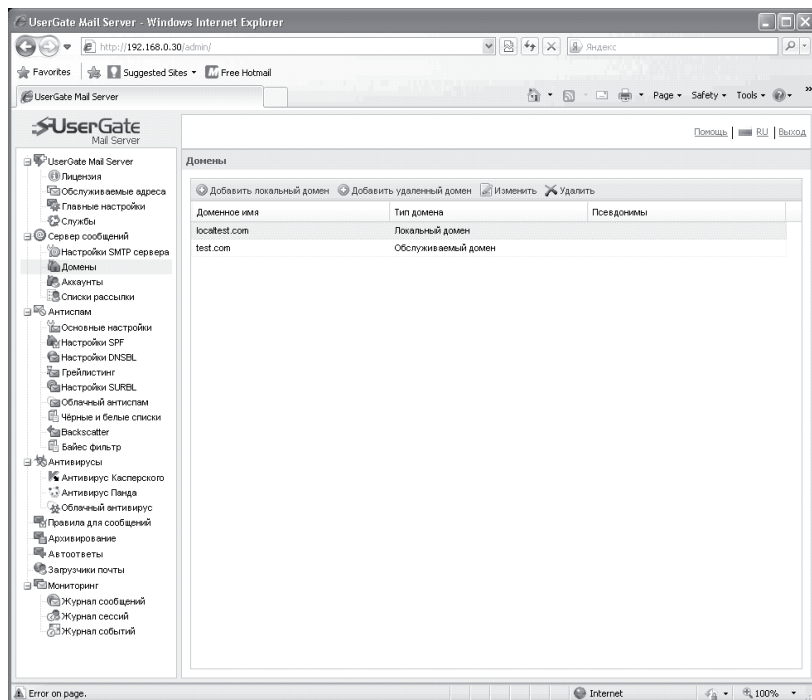 UserGate Mail Server - Windows Internet Explorer
http://192.168.0.30/admin/
Яндекс
Favorites
Suggested Sites
Free Hotmail
UserGate Mail Server
Page
Safety
Tools
»
UserGate
Mail Server
Помощь
RU
Выход
UserGate Mail Server
Лицензия
Обслуживаемые адреса
Главные настройки
Службы
Сервер сообщений
Настройки SMTP сервера
Домены
Аккаунты
Списки рассылки
Антиспам
Основные настройки
Настройки SPF
Настройки DNSBL
Грейлистинг
Настройки SURBL
Облачный антиспам
Чёрные и белые списки
Backscatter
Байес фильтр
Антивирусы
Антивирус Касперского
Антивирус Панда
Облачный антивирус
Правила для сообщений
Архивирование
Автоответы
Загрузчики почты
Мониторинг
Журнал сообщений
Журнал сессий
Журнал событий
Домены
Добавить локальный домен Добавить удаленный домен Изменить Удалить
Доменное имя Тип домена Псевдонимы
localtest.com Локальный домен
test.com Обслуживаемый домен
Error on page.
Internet
100%